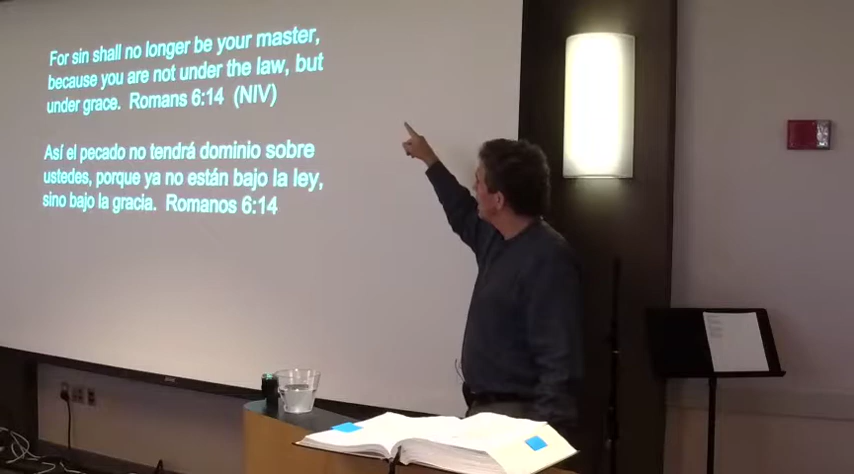 For sin shall no longer be your master,
because you are not under the law, but
under grace. Romans 6:14 (NIV)
Así el pecado no tendrá dominio sobre
ustedes, porque ya no están bajo la ley,
sino bajo la gracia. Romanos 6:14